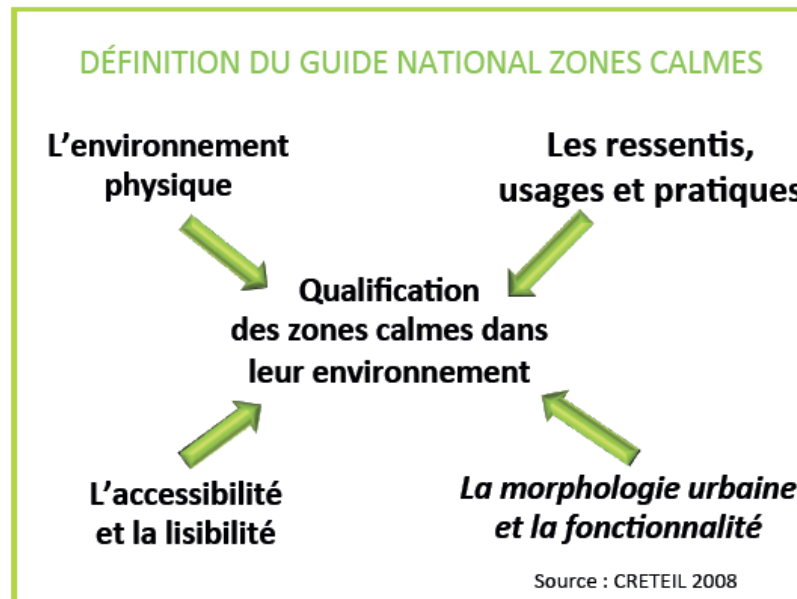 DÉFINITION DU GUIDE NATIONAL ZONES CALMES
L’environnement
physique
Les ressentis,
usages et pratiques
Qualification
des zones calmes dans
leur environnement
L’accessibilité
et la lisibilité
La morphologie urbaine
et la fonctionnalité
Source : CRETEIL 2008